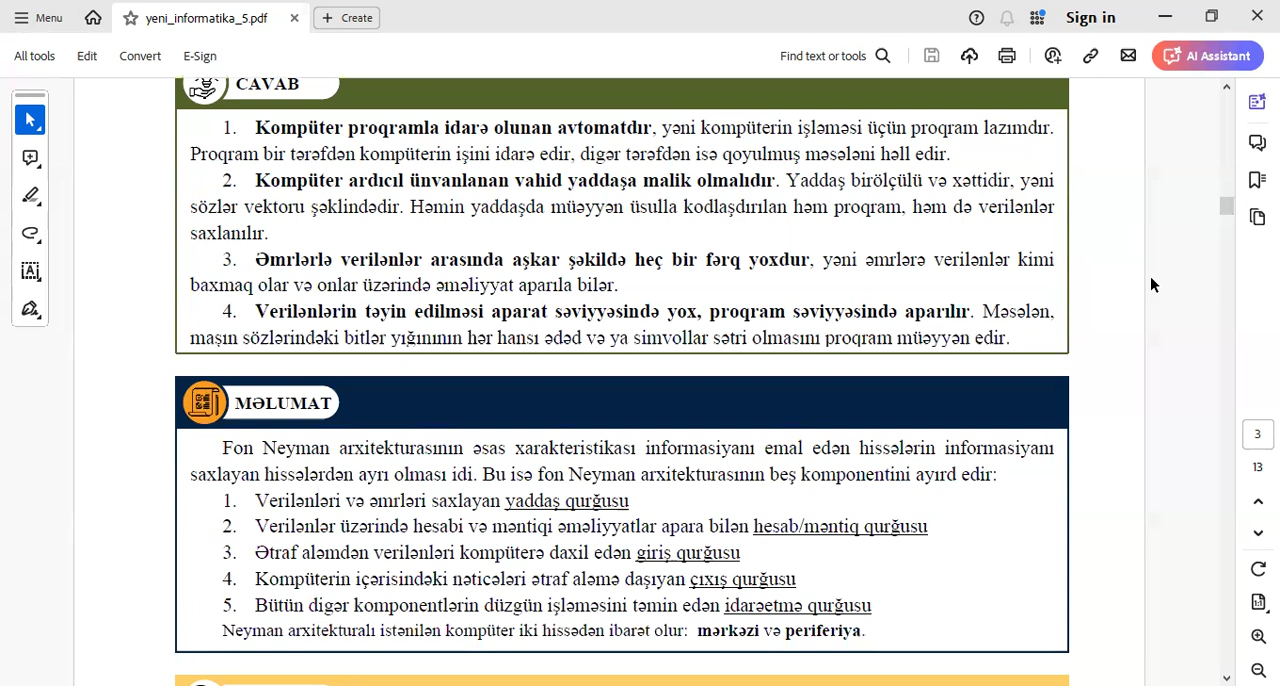 Menu yeni_informatika_5.pdf Create Sign in
All tools Edit Convert E-Sign Find text or tools AI Assistant
CAVAB
1. Kompüter proqramla idarə olunan avtomatdır, yəni kompüterin işləməsi üçün proqram lazımdır.
Proqram bir tərəfdən kompüterin işini idarə edir, digər tərəfdən isə qoyulmuş məsələni həll edir.
2. Kompüter ardıcıl ünvanlanan vahid yaddaşa malik olmalıdır. Yaddaş birölçülü və xəttidir, yəni
sözlər vektoru şəklindədir. Həmin yaddaşda müəyyən üsulla kodlaşdırılan həm proqram, həm də verilənlər
saxlanılır.
3. Əmrlərlə verilənlər arasında aşkar şəkildə heç bir fərq yoxdur, yəni əmrlərə verilənlər kimi
baxmaq olar və onlar üzərində əməliyyat aparıla bilər.
4. Verilənlərin təyin edilməsi aparat səviyyəsində yox, proqram səviyyəsində aparılır. Məsələn,
maşın sözlərindəki bitlər yığınının hər hansı ədəd və ya simvollar sətri olmasını proqram müəyyən edir.
MƏLUMAT
Fon Neyman arxitekturasının əsas xarakteristikası informasiyanı emal edən hissələrin informasiyanı
saxlayan hissələrdən ayrı olması idi. Bu isə fon Neyman arxitekturasının beş komponentini ayırd edir:
1. Verilənləri və əmrləri saxlayan yaddaş qurğusu
2. Verilənlər üzərində hesabi və məntiqi əməliyyatlar apara bilən hesab/məntiq qurğusu
3. Ətraf aləmdən verilənləri kompüterə daxil edən giriş qurğusu
4. Kompüterin içərisindəki nəticələri ətraf aləmə daşıyan çıxış qurğusu
5. Bütün digər komponentlərin düzgün işləməsini təmin edən idarəetmə qurğusu
Neyman arxitekturalı istənilən kompüter iki hissədən ibarət olur: mərkəzi və periferiya.
3
13